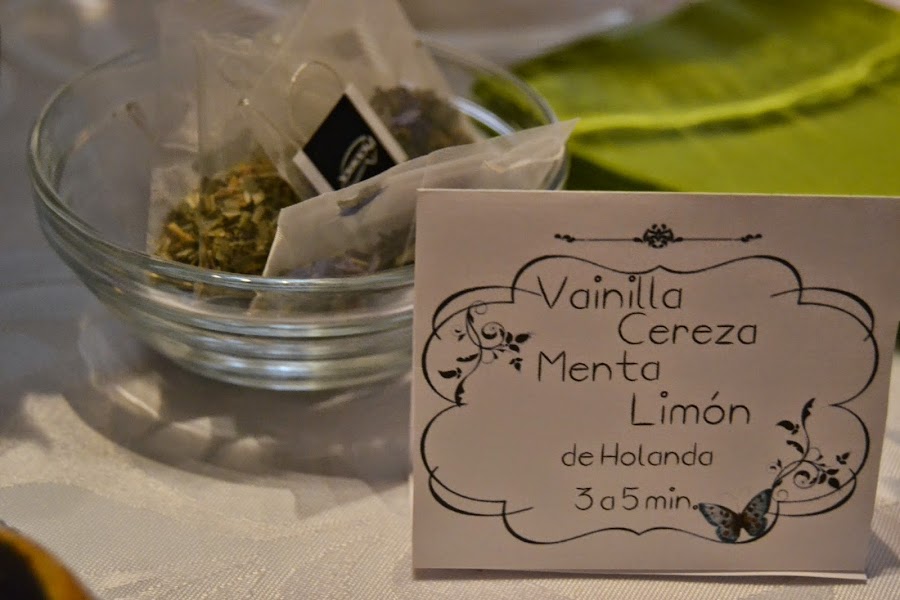 Vainilla
Cereza
Menta
Limón
de Holanda
3 a 5 min.